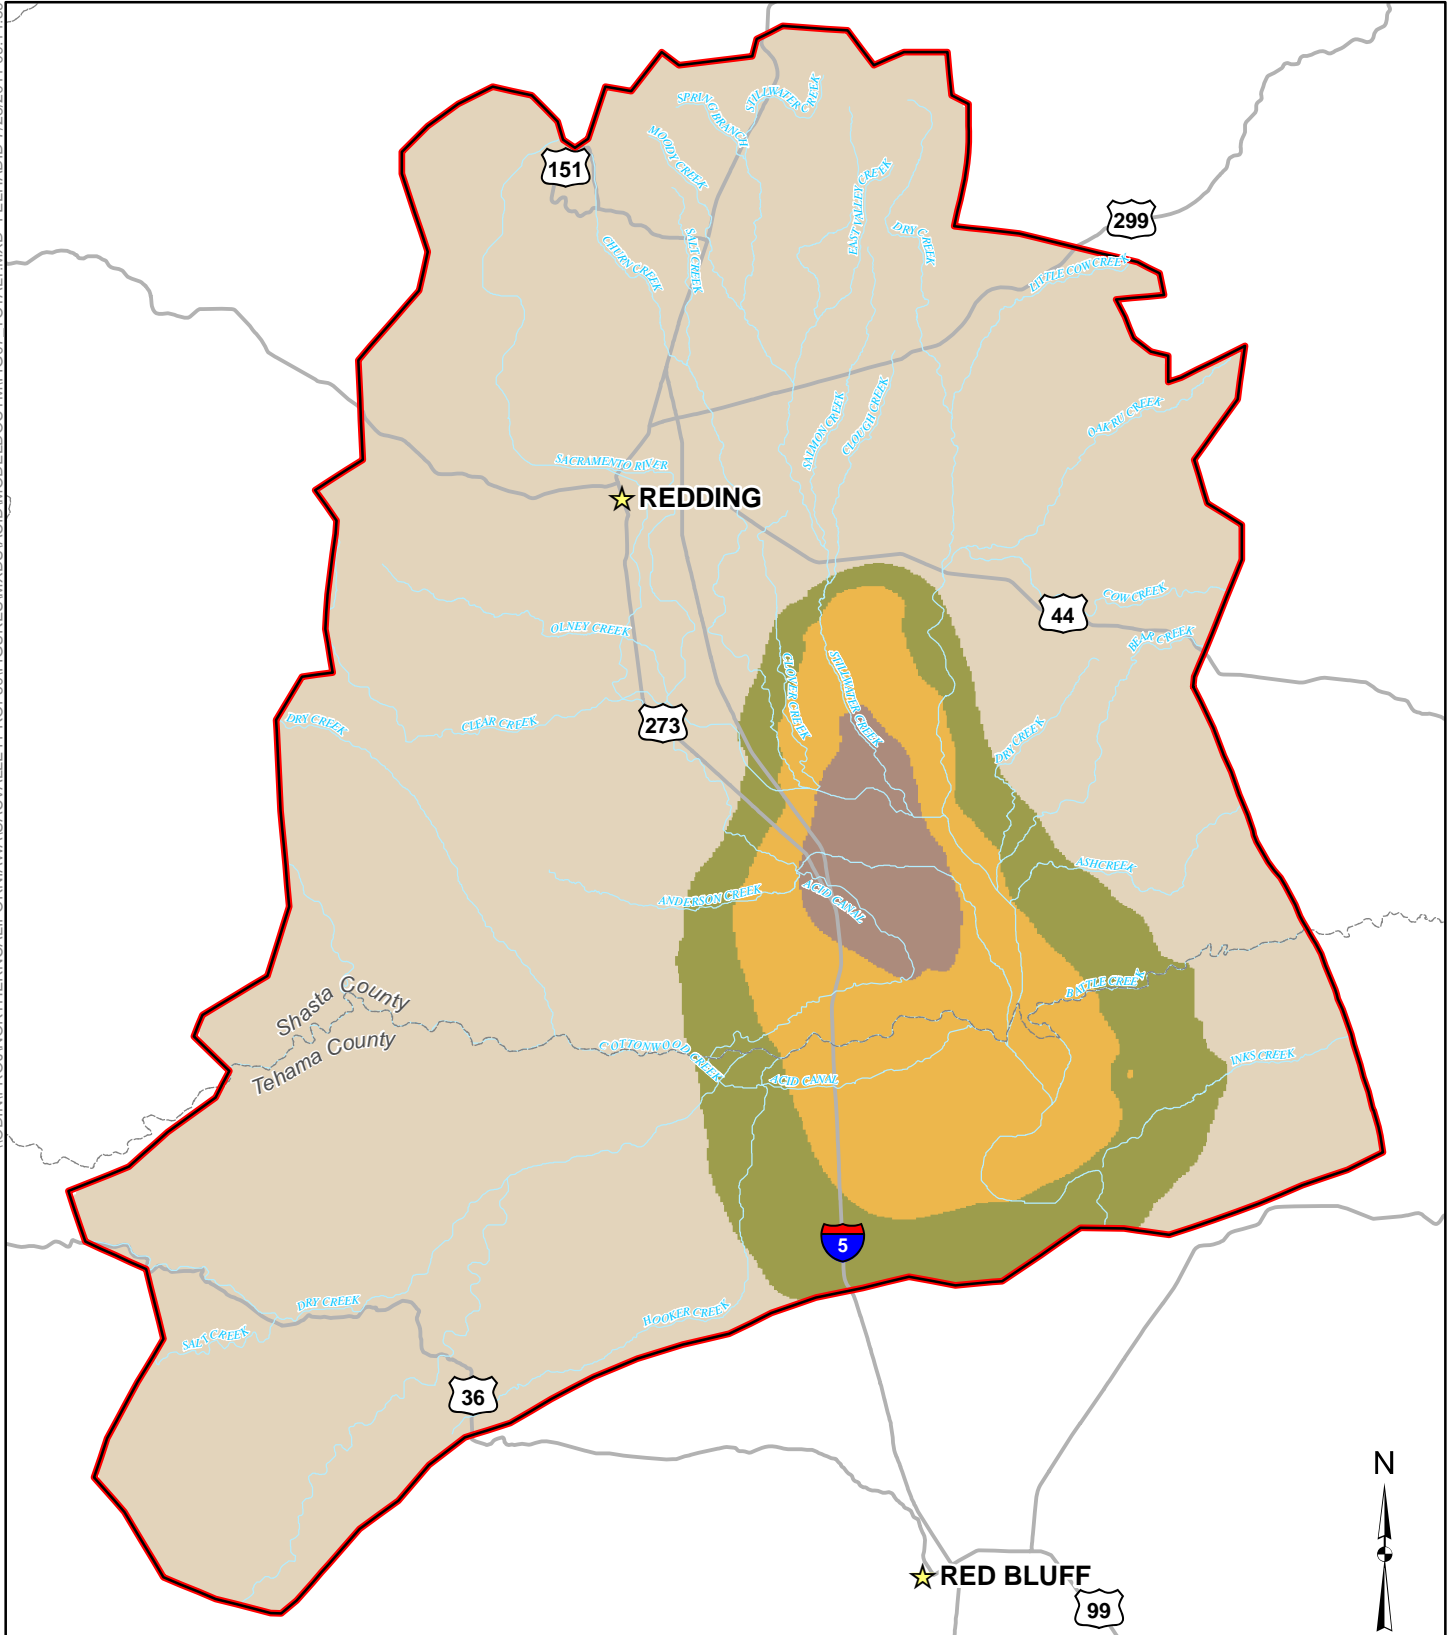 SPRING BRANCH
STILLWATER CREEK
MOODY CREEK
151
EAST VALLEY CREEK
299
SALT CREEK
DRY CREEK
CHURN CREEK
LITTLE COW CREEK
OAK RU CREEK
SALMON CREEK
CLOUGH CREEK
SACRAMENTO RIVER
REDDING
COW CREEK
44
OLNEY CREEK
BEAR CREEK
CLOVER CREEK
STILLWATER CREEK
DRY CREEK
CLEAR CREEK
273
DRY CREEK
ASH CREEK
ANDERSON CREEK
ACID CANAL
BATTLE CREEK
Shasta County
Tehama County
COTTONWOOD CREEK
INKS CREEK
ACID CANAL
5
DRY CREEK
HOOKER CREEK
SALT CREEK
36
N
RED BLUFF
99